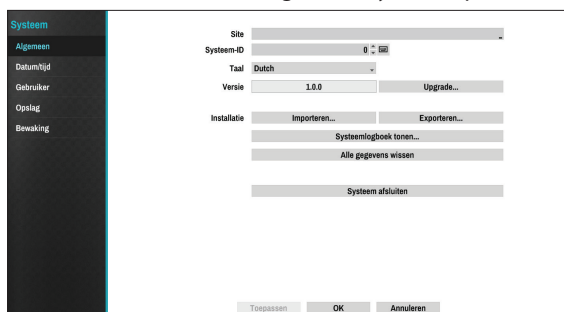 Systeem
Algemeen
Datum/tijd
Gebruiker
Opslag
Bewaking
Site
Systeem-ID 0
Taal Dutch
Versie 1.0.0 Upgrade...
Installatie Importeren... Exporteren...
Systeemlogboek tonen...
Alle gegevens wissen
Systeem afsluiten
Toepassen OK Annuleren